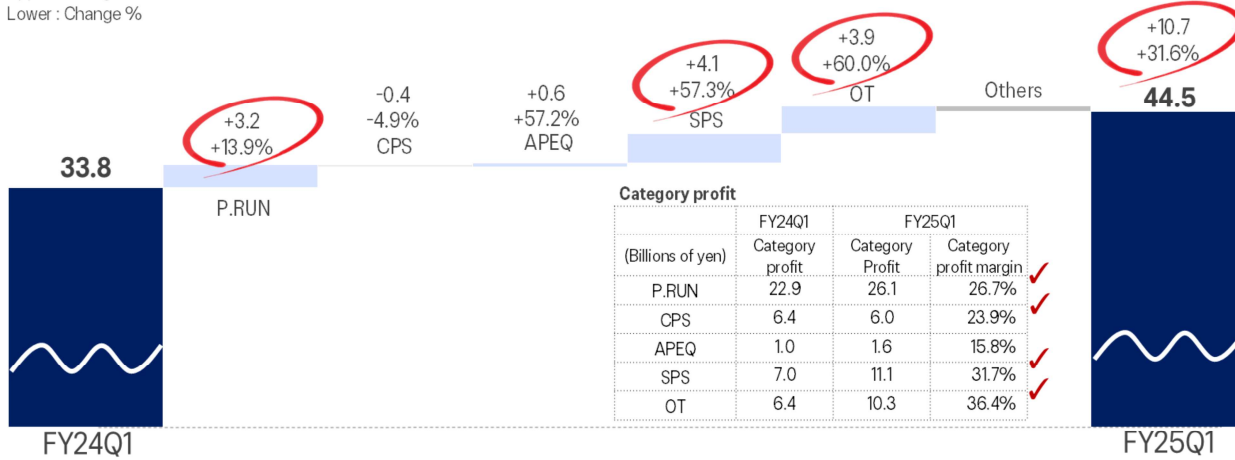 Lower : Change %
33.8
+3.2
+13.9%
P.RUN
-0.4
-4.9%
CPS
+0.6
+57.2%
APEQ
+4.1
+57.3%
SPS
+3.9
+60.0%
OT
Others
+10.7
+31.6%
44.5
Category profit
FY24Q1 FY25Q1
(Billions of yen) Category profit Category Profit Category profit margin
P.RUN 22.9 26.1 26.7%
CPS 6.4 6.0 23.9%
APEQ 1.0 1.6 15.8%
SPS 7.0 11.1 31.7%
OT 6.4 10.3 36.4%
FY24Q1 FY25Q1